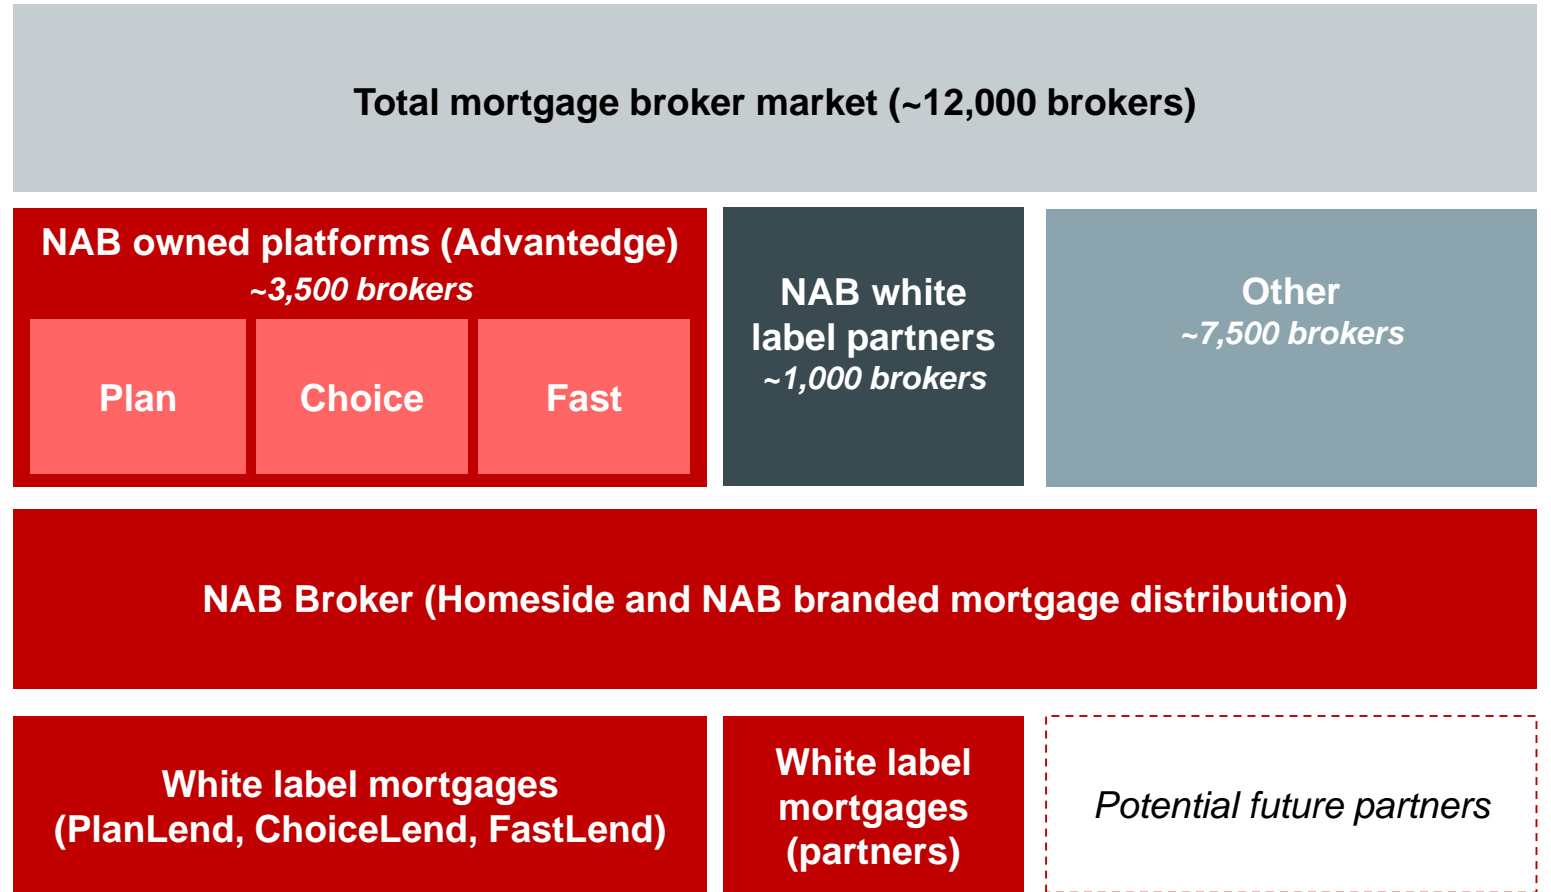 Total mortgage broker market (~12,000 brokers)
NAB owned platforms (Advantedge)
~3,500 brokers
Plan
Choice
Fast
NAB white
label partners
~1,000 brokers
Other
~7,500 brokers
NAB Broker (Homeside and NAB branded mortgage distribution)
White label mortgages
(PlanLend, ChoiceLend, FastLend)
White label
mortgages
(partners)
Potential future partners